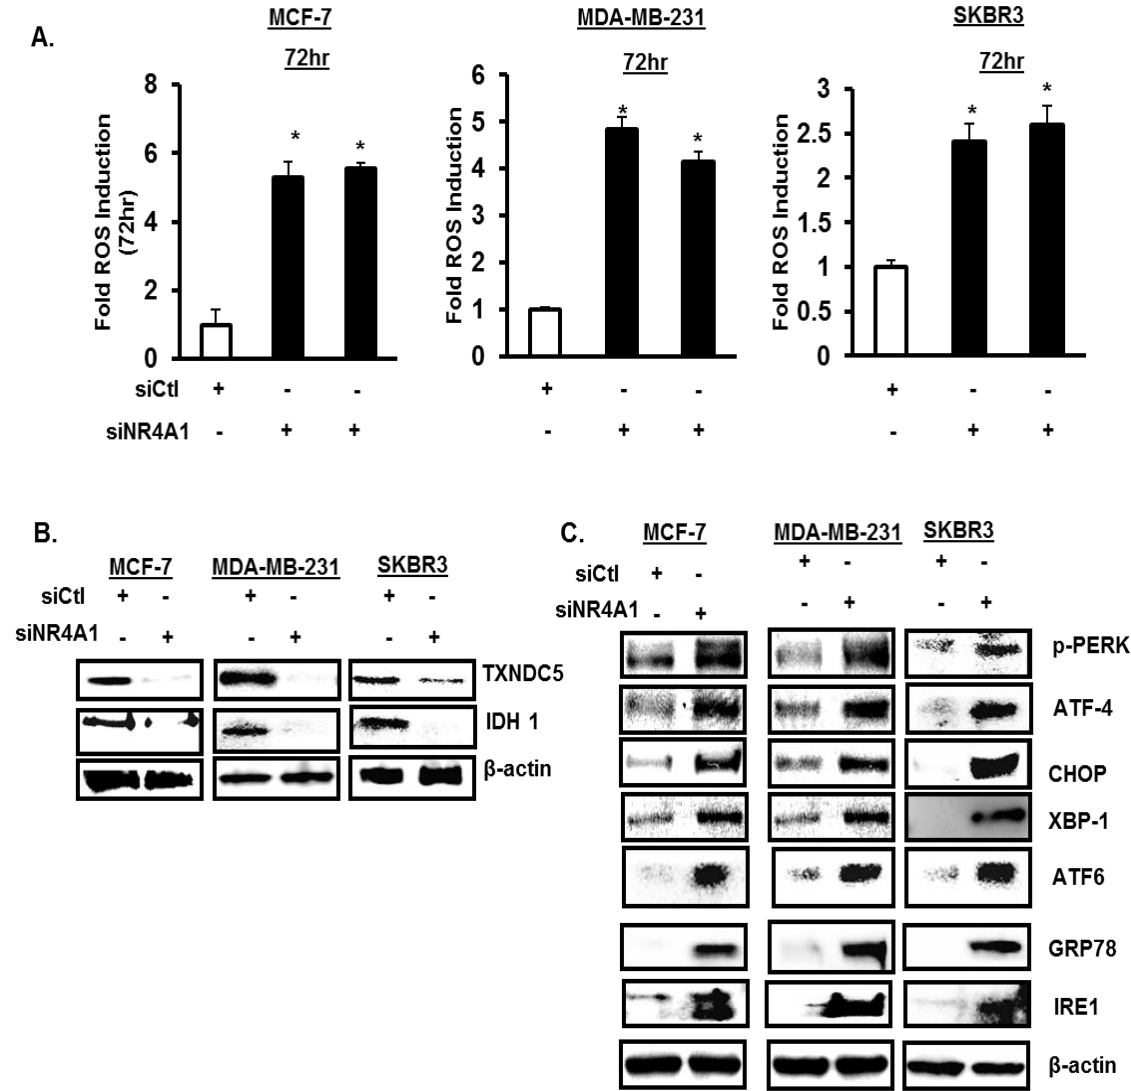 A.
MCF-7
72hr
Fold ROS Induction
(72hr)
8
6
4
2
0
MDA-MB-231
72hr
Fold ROS Induction
6
5
4
3
2
1
0
SKBR3
72hr
Fold ROS Induction
3
2.5
2
1.5
1
0.5
0
* * * * * *
siCtl + - - + - - + - -
siNR4A1 - + + - + + - + +
B.
MCF-7 MDA-MB-231 SKBR3
siCtl + - + - + -
siNR4A1 - + - + - +
TXNDC5
IDH 1
β-actin
C.
MCF-7 MDA-MB-231 SKBR3
siCtl + - + - + -
siNR4A1 - + - + - +
p-PERK
ATF-4
CHOP
XBP-1
ATF6
GRP78
IRE1
β-actin